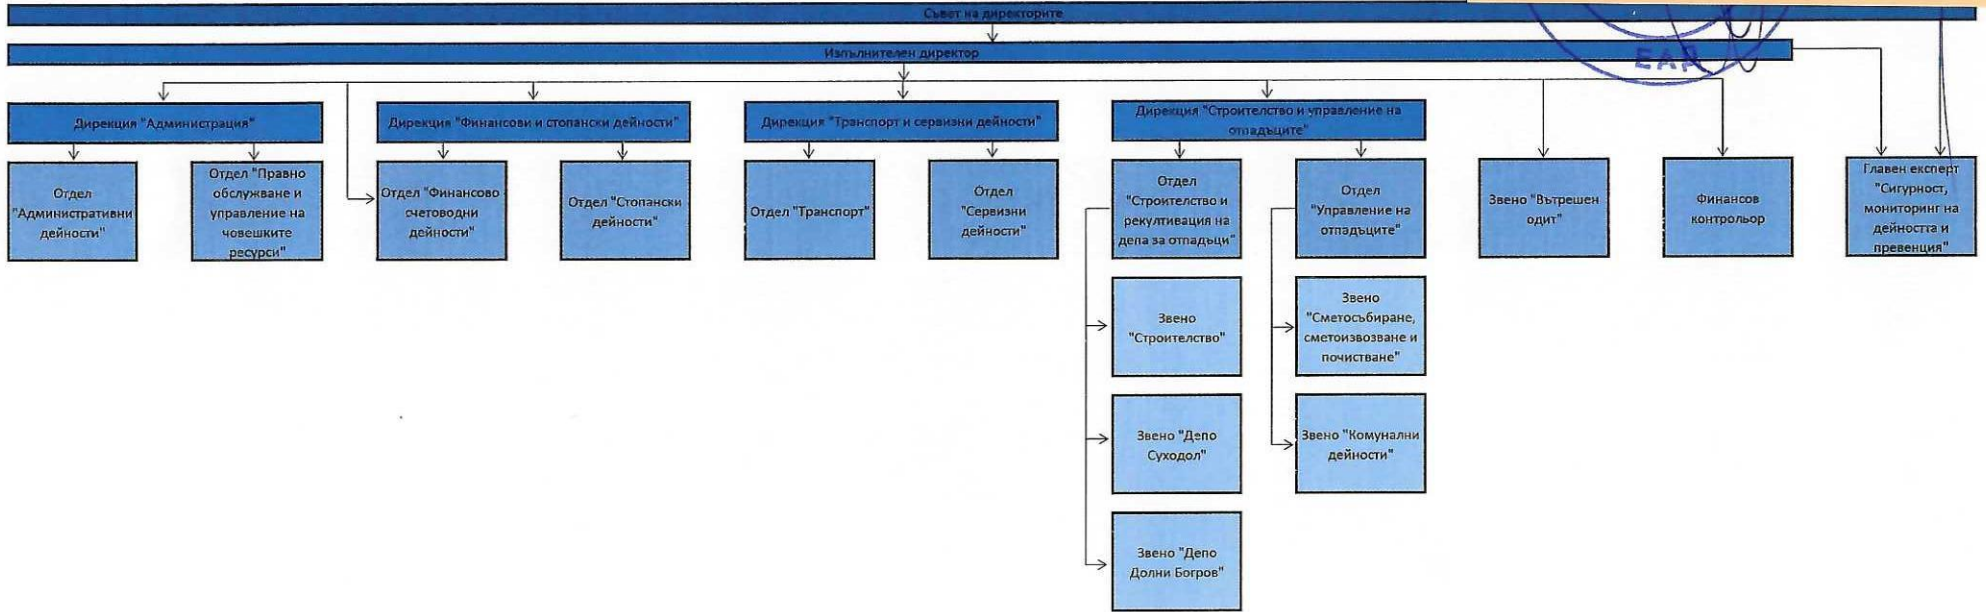 Съвет на директорите
Изпълнителен директор
ЕАД
Дирекция "Администрация"
Дирекция "Финансови и стопански дейности"
Дирекция "Транспорт и сервизни дейности"
Дирекция "Строителство и управление на
отпадъците"
Отдел
"Административни
дейности"
Отдел "Правно
обслужване и
управление на
човешките
ресурси"
Отдел "Финансово
счетоводни
дейности"
Отдел "Стопански
дейности"
Отдел "Транспорт"
Отдел
"Сервизни
дейности"
Отдел
"Строителство и
рекултивация на
депа за отпадъци"
Отдел
"Управление на
отпадъците"
Звено "Вътрешен
одит"
Финансов
контрольор
Главен експерт
"Сигурност,
мониторинг на
дейността и
превенция"
Звено
"Строителство"
Звено
"Сметосъбиране,
сметоизвозване и
почистване"
Звено "Депо
Суходол"
Звено "Комунални
дейности"
Звено "Депо
Долни Богров"